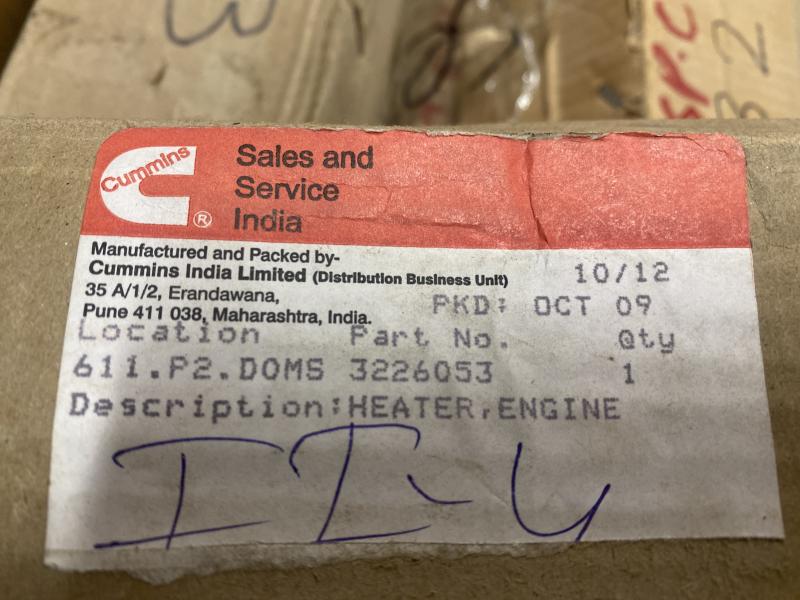 SP.C
B2
Cummins
®
Sales and
Service
India
Manufactured and Packed by-
Cummins India Limited (Distribution Business Unit)
35 A/1/2, Erandawana,
Pune 411 038, Maharashtra, India.
10/12
PKD: OCT 09
Location Part No. Qty
611.P2.DOMS 3226053 1
Description:HEATER,ENGINE
II-4